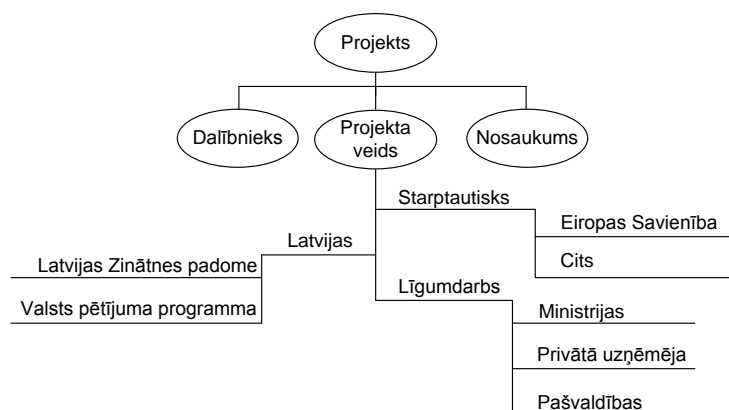 Projekts
Dalībnieks
Projekta
veids
Nosaukums
Starptautisks
Eiropas Savienība
Latvijas
Cits
Latvijas Zinātnes padome
Līgumdarbs
Valsts pētījuma programma
Ministrijas
Privātā uzņēmēja
Pašvaldības